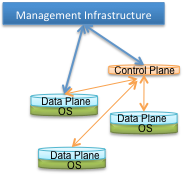 Management Infrastructure
Control Plane
Data Plane
OS
Data Plane
OS
Data Plane
OS